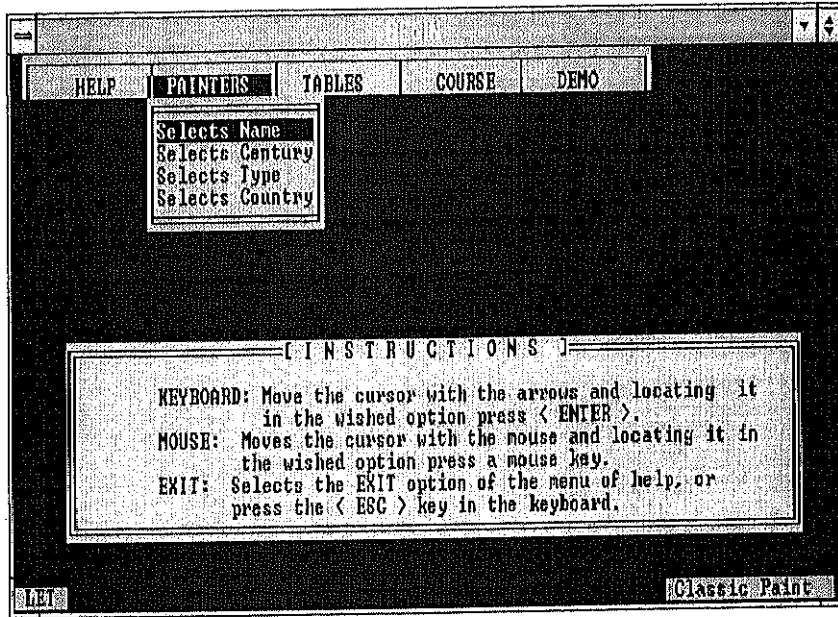 HELP PAINTERS TABLES COURSE DEMO
Selects Name
Selects Century
Selects Type
Selects Country
[ I N S T R U C T I O N S ]
KEYBOARD: Move the cursor with the arrows and locating it
in the wished option press < ENTER >.
MOUSE: Moves the cursor with the mouse and locating it in
the wished option press a mouse key.
EXIT: Selects the EXIT option of the menu of help, or
press the < ESC > key in the keyboard.
LET Classic Paint